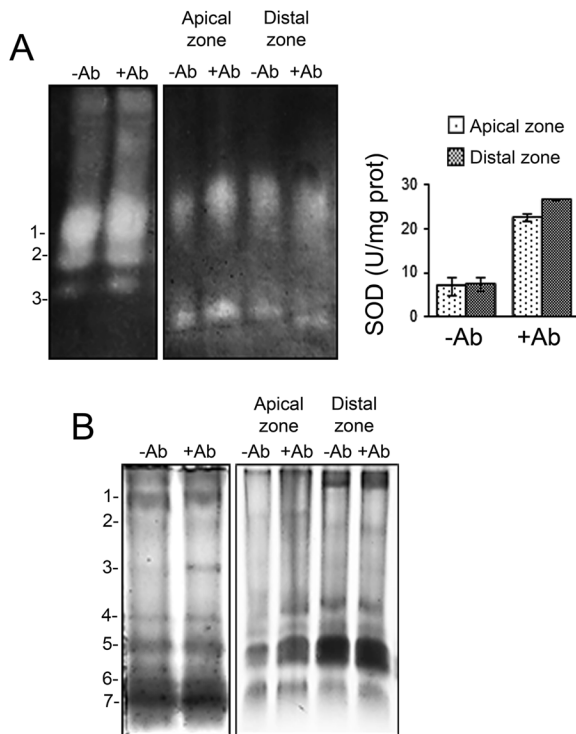 A
Apical zone
Distal zone
-Ab +Ab
-Ab +Ab -Ab +Ab
1-
2-
3-
Apical zone
Distal zone
SOD (U/mg prot)
30
20
10
0
-Ab +Ab
B
Apical zone
Distal zone
-Ab +Ab
-Ab +Ab -Ab +Ab
1-
2-
3-
4-
5-
6-
7-